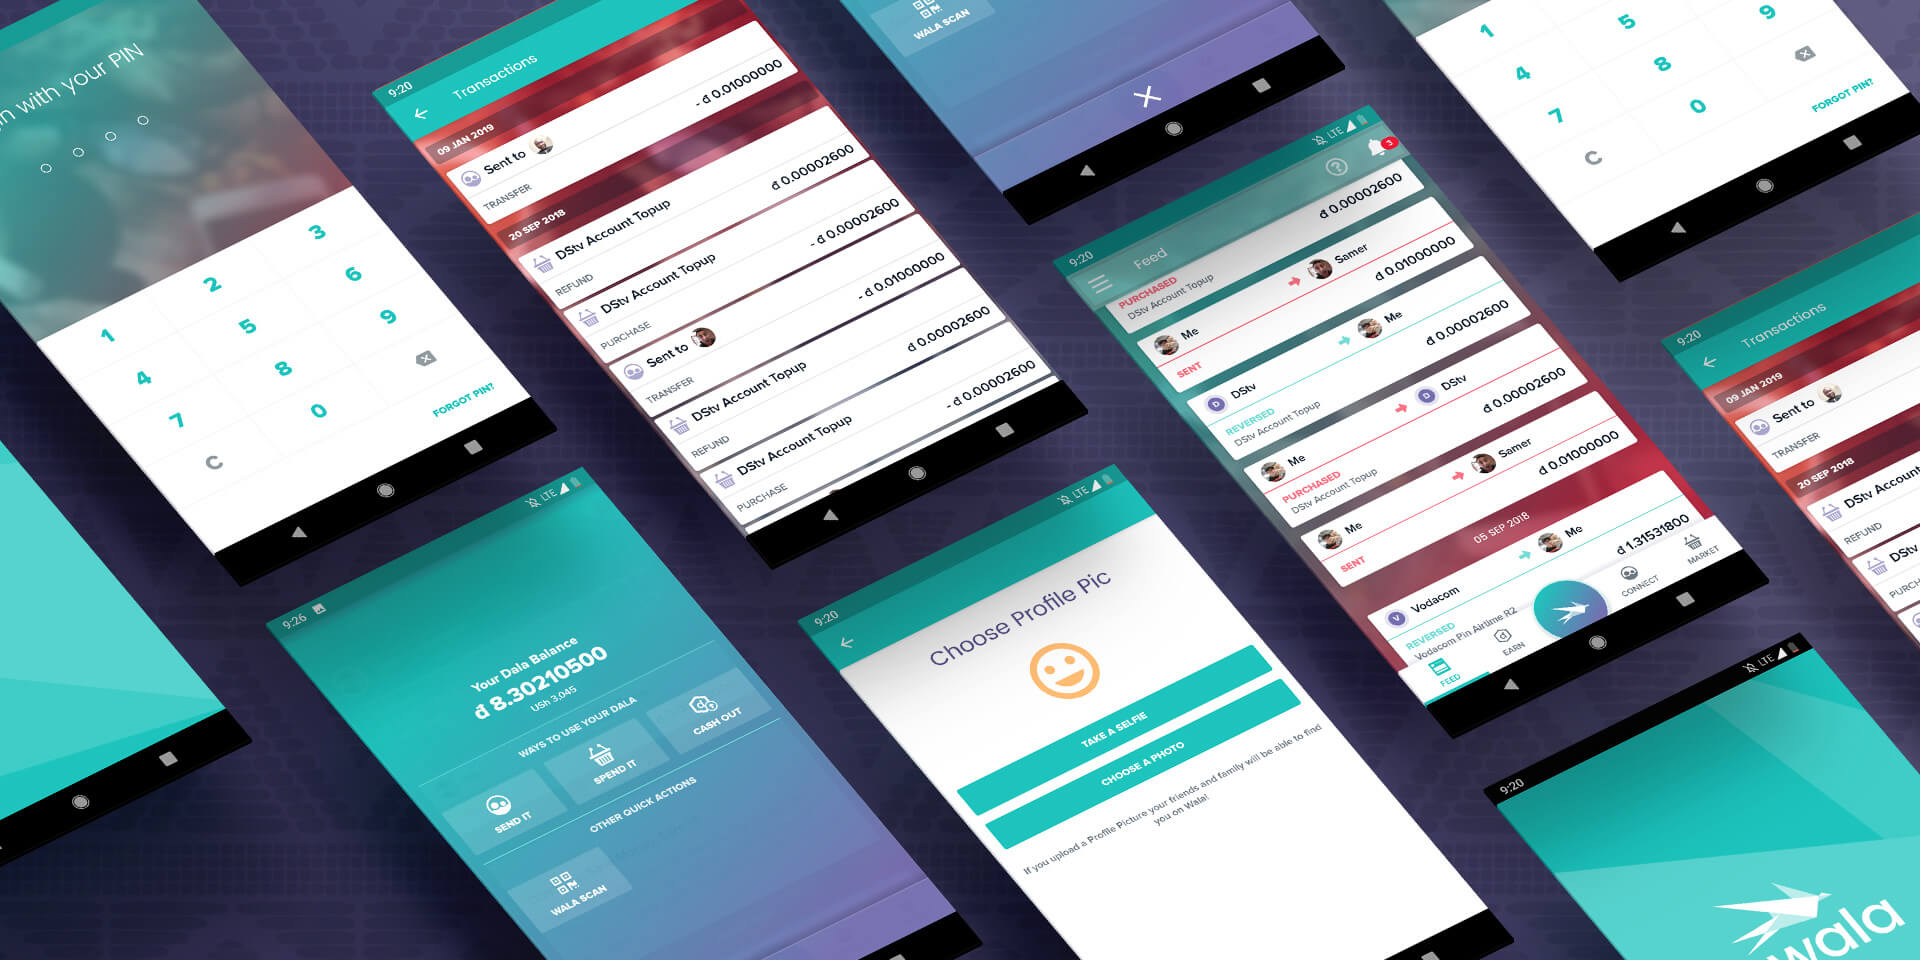 n with your PIN
1
2
3
4
5
6
7
8
9
C
0
FORGOT PIN?
9:20
Transactions
09 JAN 2019
Sent to
- đ 0.01000000
TRANSFER
20 SEP 2018
DStv Account Topup
đ 0.00002600
REFUND
DStv Account Topup
- đ 0.00002600
PURCHASE
Sent to
- đ 0.01000000
TRANSFER
DStv Account Topup
đ 0.00002600
REFUND
DStv Account Topup
- đ 0.00002600
PURCHASE
WALA SCAN
1
4
5
7
8
9
C
0
FORGOT PIN?
9:20
LTE
3
Feed
đ 0.00002600
PURCHASED
DStv Account Topup
Me
Samer
đ 0.01000000
SENT
DStv
Me
đ 0.00002600
REVERSED
DStv Account Topup
Me
DStv
đ 0.00002600
PURCHASED
DStv Account Topup
Me
Samer
đ 0.01000000
SENT
05 SEP 2018
Vodacom
Me
đ 1.31531800
REVERSED
Vodacom Pin Airtime R2
FEED
EARN
CONNECT
MARKET
9:20
Transactions
09 JAN 2019
Sent to
TRANSFER
20 SEP 2018
DStv Account
REFUND
DStv
PURCH
9:26
LTE
Your Dala Balance
đ 8.30210500
USh 3,045
WAYS TO USE YOUR DALA
SEND IT
SPEND IT
CASH OUT
OTHER QUICK ACTIONS
WALA SCAN
9:20
LTE
Choose Profile Pic
TAKE A SELFIE
CHOOSE A PHOTO
If you upload a Profile Picture your friends and family will be able to find
you on Wala!
9:20
LTE
wala